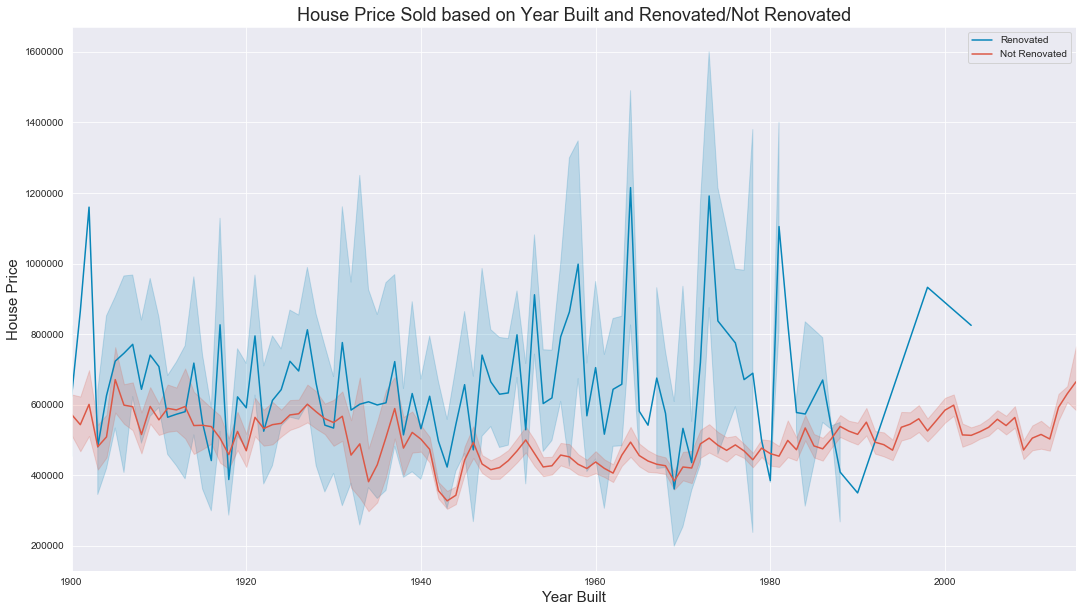 House Price Sold based on Year Built and Renovated/Not Renovated
Renovated
Not Renovated
1600000
1400000
1200000
1000000
800000
600000
400000
200000
House Price
1900
1920
1940
1960
1980
2000
Year Built